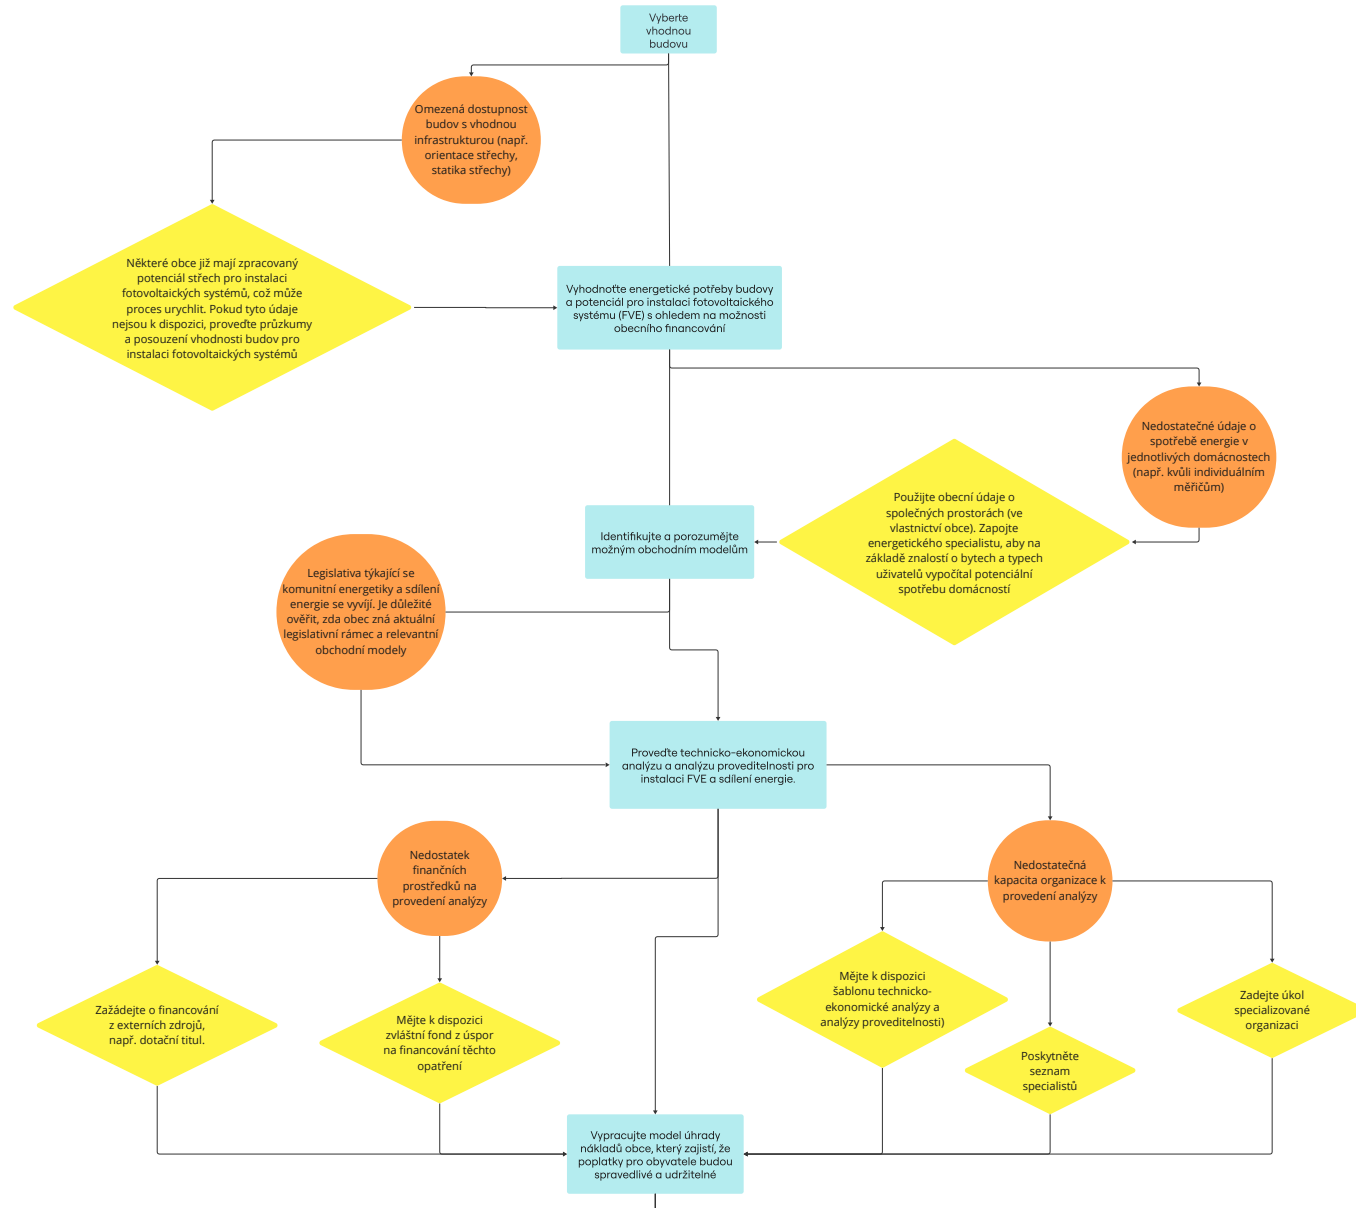 Vyberte
vhodnou
budovu
Omezená dostupnost
budov s vhodnou
infrastrukturou (např.
orientace střechy,
statika střechy)
Některé obce již mají zpracovaný
potenciál střech pro instalaci
fotovoltaických systémů, což může
proces urychlit. Pokud tyto údaje
nejsou k dispozici, proveďte průzkumy
a posouzení vhodnosti budov pro
instalaci fotovoltaických systémů
Vyhodnoťte energetické potřeby budovy
a potenciál pro instalaci fotovoltaického
systému (FVE) s ohledem na možnosti
obecního financování
Nedostatečné údaje o
spotřebě energie v
jednotlivých domácnostech
(např. kvůli individuálním
měřičům)
Použijte obecní údaje o
společných prostorách (ve
vlastnictví obce). Zapojte
energetického specialistu, aby na
základě znalostí o bytech a typech
uživatelů vypočítal potenciální
spotřebu domácností
Identifikujte a porozumějte
možným obchodním modelům
Legislativa týkající se
komunitní energetiky a sdílení
energie se vyvíjí. Je důležité
ověřit, zda obec zná aktuální
legislativní rámec a relevantní
obchodní modely
Proveďte technicko-ekonomickou
analýzu a analýzu proveditelnosti pro
instalaci FVE a sdílení energie.
Nedostatek
finančních
prostředků na
provedení analýzy
Nedostatečná
kapacita organizace k
provedení analýzy
Zažádejte o financování
z externích zdrojů,
např. dotační titul.
Mějte k dispozici
zvláštní fond z úspor
na financování těchto
opatření
Mějte k dispozici
šablonu technicko-
ekonomické analýzy a
analýzy proveditelnosti)
Poskytněte
seznam
specialistů
Zadejte úkol
specializované
organizaci
Vypracujte model úhrady
nákladů obce, který zajistí, že
poplatky pro obyvatele budou
spravedlivé a udržitelné